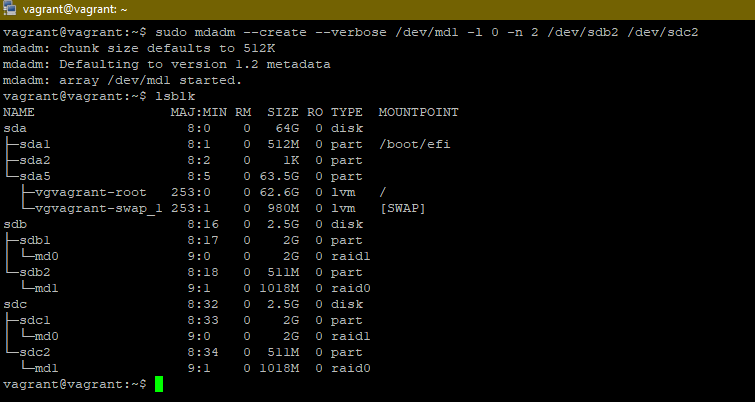 vagrant@vagrant: ~
vagrant@vagrant:~$ sudo mdadm --create --verbose /dev/md1 -l 0 -n 2 /dev/sdb2 /dev/sdc2
mdadm: chunk size defaults to 512K
mdadm: Defaulting to version 1.2 metadata
mdadm: array /dev/md1 started.
vagrant@vagrant:~$ lsblk
NAME                 MAJ:MIN RM  SIZE RO TYPE  MOUNTPOINT
sda                    8:0    0   64G  0 disk
├─sda1                 8:1    0  512M  0 part  /boot/efi
├─sda2                 8:2    0    1K  0 part
└─sda5                 8:5    0 63.5G  0 part
  ├─vgvagrant-root   253:0    0 62.6G  0 lvm   /
  └─vgvagrant-swap_1 253:1    0  980M  0 lvm   [SWAP]
sdb                    8:16   0  2.5G  0 disk
├─sdb1                 8:17   0    2G  0 part
│ └─md0                9:0    0    2G  0 raid1
└─sdb2                 8:18   0  511M  0 part
  └─md1                9:1    0 1018M  0 raid0
sdc                    8:32   0  2.5G  0 disk
├─sdc1                 8:33   0    2G  0 part
│ └─md0                9:0    0    2G  0 raid1
└─sdc2                 8:34   0  511M  0 part
  └─md1                9:1    0 1018M  0 raid0
vagrant@vagrant:~$